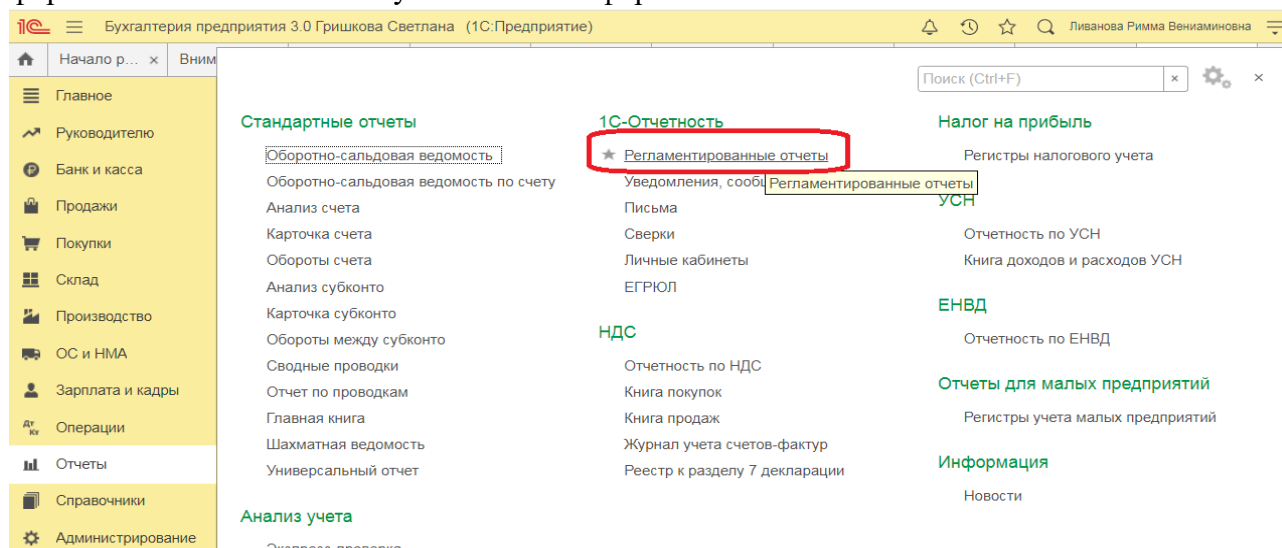 1С Бухгалтерия предприятия 3.0 Гришкова Светлана (1С:Предприятие) Ливанова Римма Вениаминовна
Начало р... × Вним
Поиск (Ctrl+F) ×
Главное
Руководителю
Банк и касса
Продажи
Покупки
Склад
Производство
ОС и НМА
Зарплата и кадры
Операции
Отчеты
Справочники
Администрирование
Стандартные отчеты
Оборотно-сальдовая ведомость
Оборотно-сальдовая ведомость по счету
Анализ счета
Карточка счета
Обороты счета
Анализ субконто
Карточка субконто
Обороты между субконто
Сводные проводки
Отчет по проводкам
Главная книга
Шахматная ведомость
Универсальный отчет
Анализ учета
1С-Отчетность
Регламентированные отчеты
Уведомления, сообщ
Регламентированные отчеты
Письма
Сверки
Личные кабинеты
ЕГРЮЛ
НДС
Отчетность по НДС
Книга покупок
Книга продаж
Журнал учета счетов-фактур
Реестр к разделу 7 декларации
Налог на прибыль
Регистры налогового учета
УСН
Отчетность по УСН
Книга доходов и расходов УСН
ЕНВД
Отчетность по ЕНВД
Отчеты для малых предприятий
Регистры учета малых предприятий
Информация
Новости